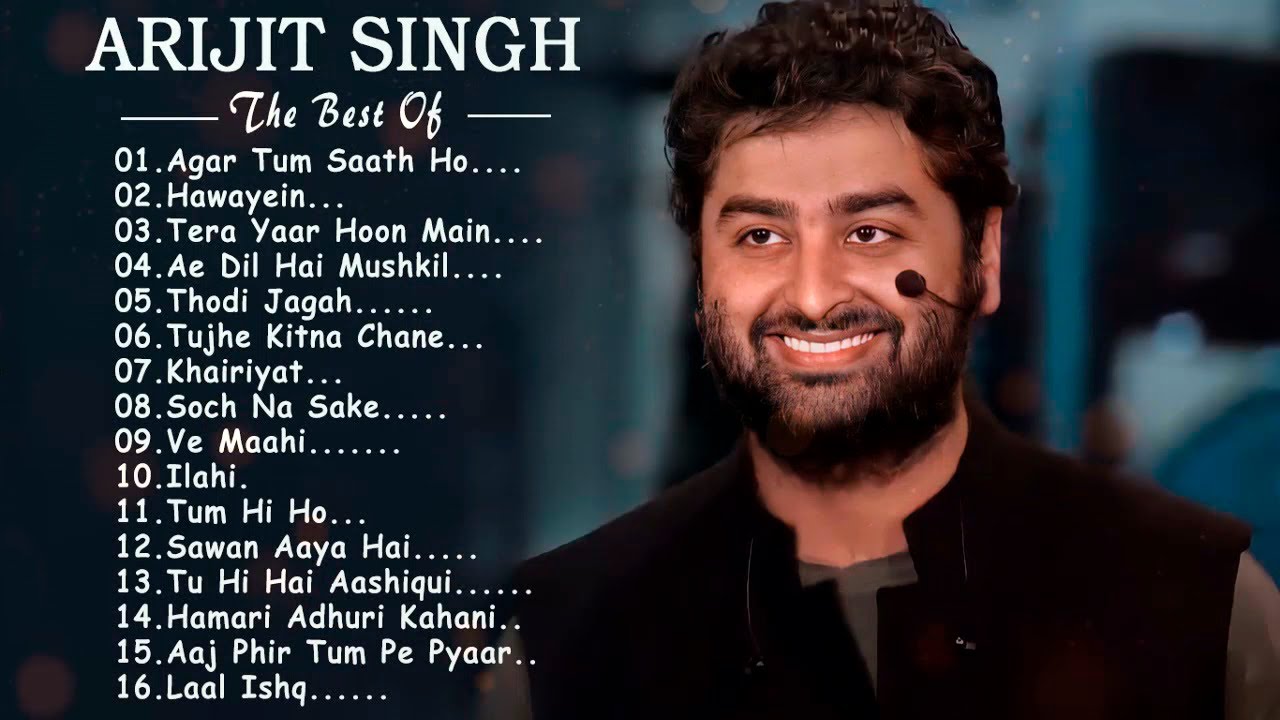 ARIJIT SINGH
The Best Of
01.Agar Tum Saath Ho....
02.Hawayein...
03.Tera Yaar Hoon Main....
04.Ae Dil Hai Mushkil....
05.Thodi Jagah......
06.Tujhe Kitna Chane...
07.Khairiyat...
08.Soch Na Sake.....
09.Ve Maahi.......
10.Ilahi.
11.Tum Hi Ho...
12.Sawan Aaya Hai.....
13.Tu Hi Hai Aashiqui......
14.Hamari Adhuri Kahani..
15.Aaj Phir Tum Pe Pyaar..
16.Laal Ishq......